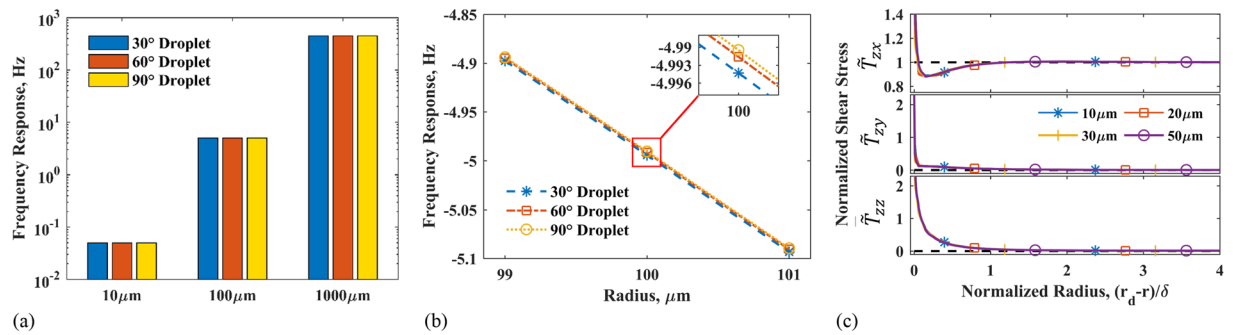 Frequency Response, Hz
10³
10²
10¹
10⁰
10⁻¹
10⁻²
30° Droplet
60° Droplet
90° Droplet
10μm
100μm
1000μm
(a)
Frequency Response, Hz
-4.85
-4.9
-4.95
-5
-5.05
-5.1
-4.99
-4.993
-4.996
100
30° Droplet
60° Droplet
90° Droplet
99
100
101
Radius, μm
(b)
Normalized Shear Stress
T̃zx
1.4
1.2
1
0.8
T̃zy
2
1
0
10μm
20μm
30μm
50μm
T̃zz
2
1
0
0
1
2
3
4
Normalized Radius, (r_d-r)/δ
(c)